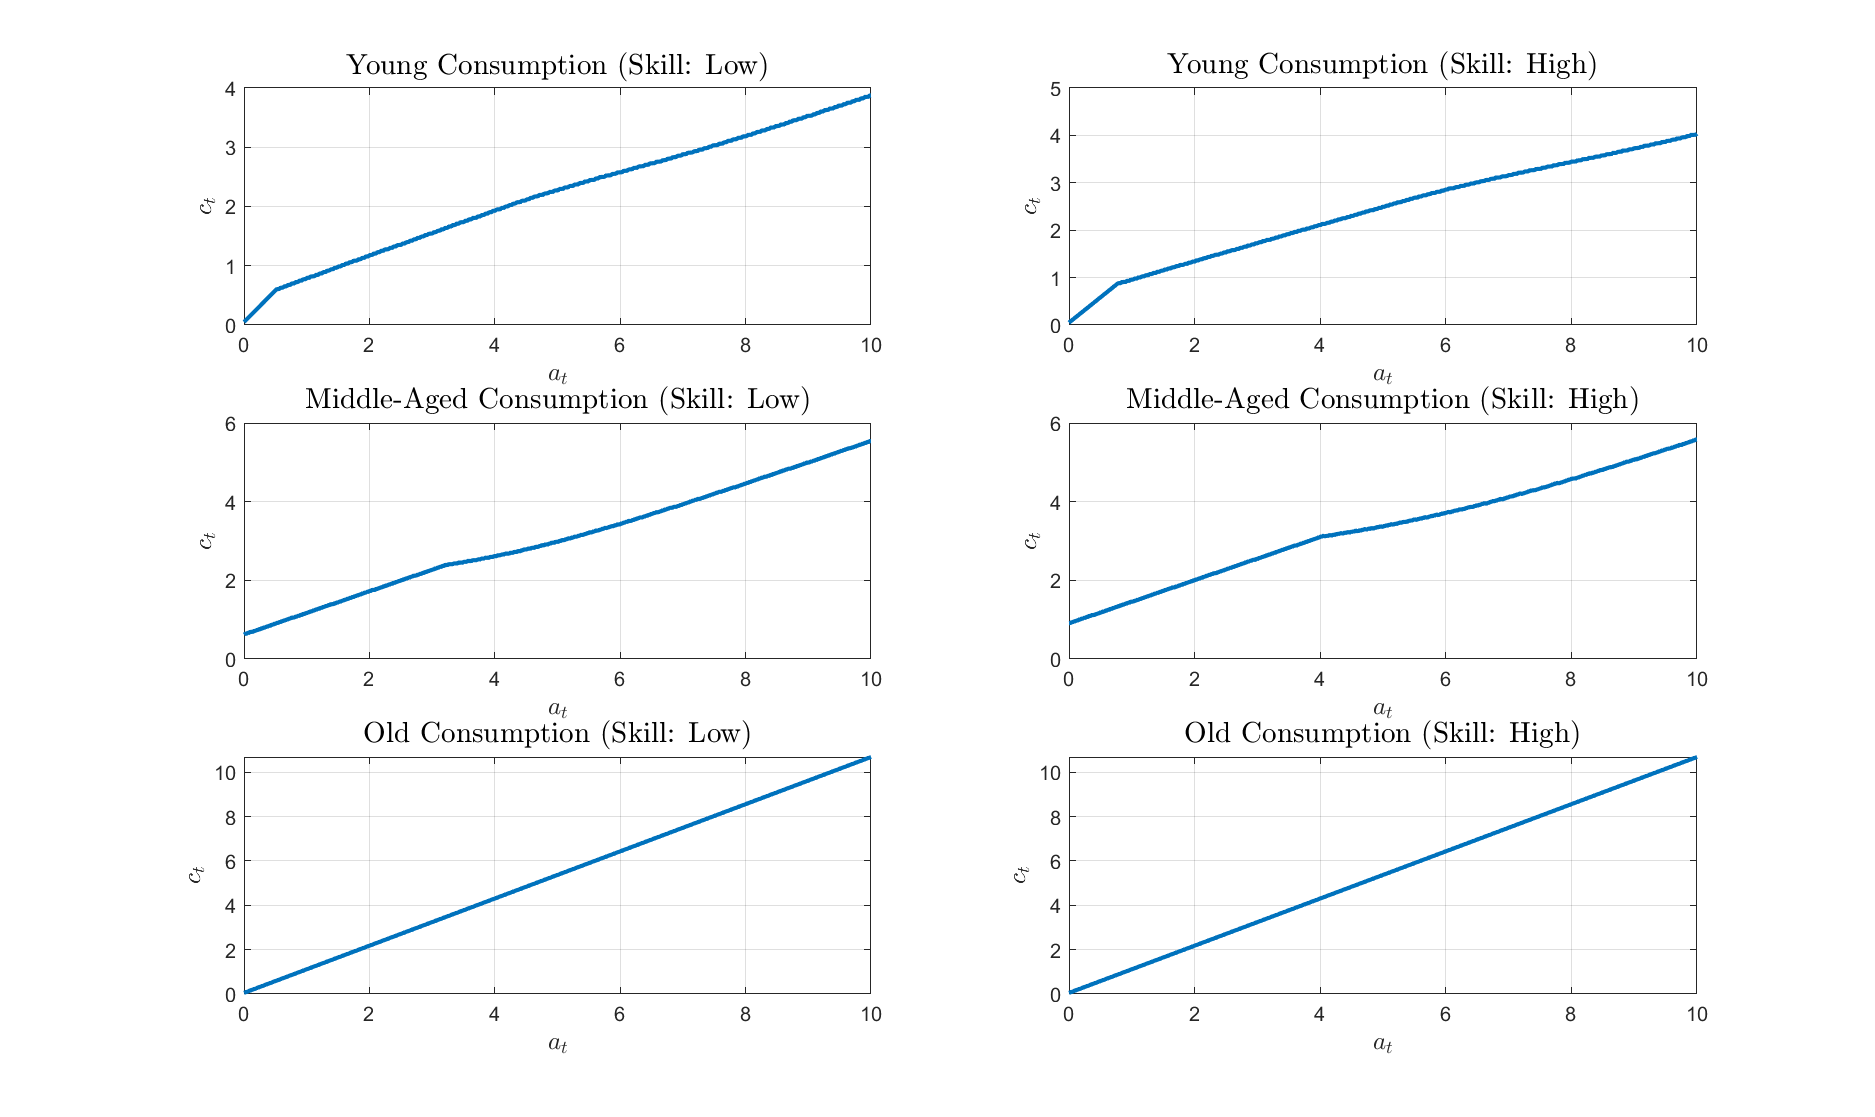 Young Consumption (Skill: Low)
4
3
2
1
0
c_t
0 2 4 6 8 10
a_t
Young Consumption (Skill: High)
5
4
3
2
1
0
c_t
0 2 4 6 8 10
a_t
Middle-Aged Consumption (Skill: Low)
6
4
2
0
c_t
0 2 4 6 8 10
a_t
Middle-Aged Consumption (Skill: High)
6
4
2
0
c_t
0 2 4 6 8 10
a_t
Old Consumption (Skill: Low)
10
8
6
4
2
0
c_t
0 2 4 6 8 10
a_t
Old Consumption (Skill: High)
10
8
6
4
2
0
c_t
0 2 4 6 8 10
a_t